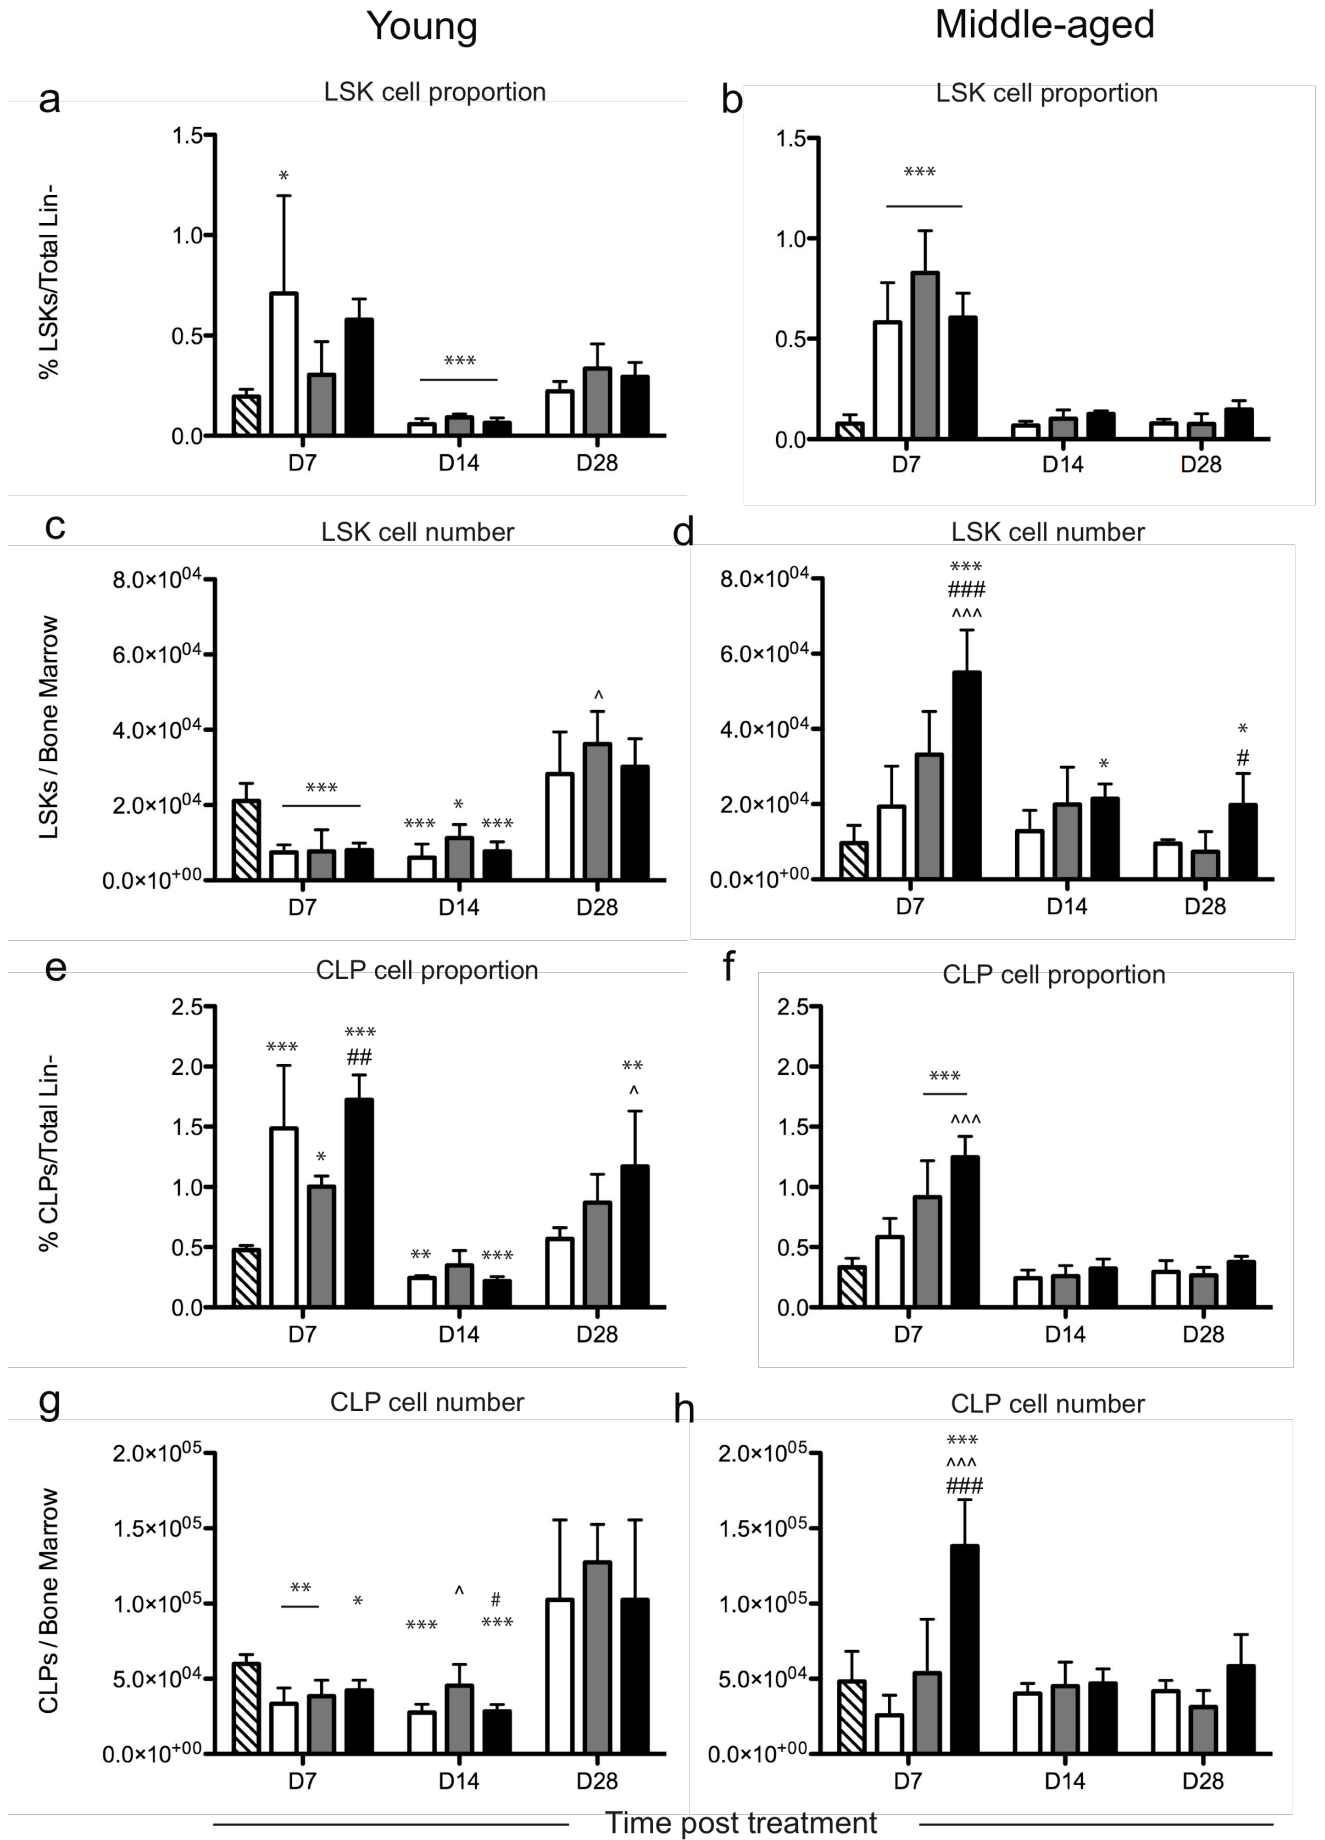 Young
Middle-aged
a
LSK cell proportion
% LSKs/Total Lin-
1.5
1.0
0.5
0.0
*
***
D7
D14
D28
b
LSK cell proportion
1.5
1.0
0.5
0.0
***
D7
D14
D28
c
LSK cell number
LSKs / Bone Marrow
8.0×10⁰⁴
6.0×10⁰⁴
4.0×10⁰⁴
2.0×10⁰⁴
0.0×10⁺⁰⁰
***
***
*
***
^
D7
D14
D28
d
LSK cell number
8.0×10⁰⁴
6.0×10⁰⁴
4.0×10⁰⁴
2.0×10⁰⁴
0.0×10⁺⁰⁰
***
###
^^^
*
*
#
D7
D14
D28
e
CLP cell proportion
% CLPs/Total Lin-
2.5
2.0
1.5
1.0
0.5
0.0
***
*
***
##
**
***
**
^
D7
D14
D28
f
CLP cell proportion
2.5
2.0
1.5
1.0
0.5
0.0
***
^^^
D7
D14
D28
g
CLP cell number
CLPs / Bone Marrow
2.0×10⁰⁵
1.5×10⁰⁵
1.0×10⁰⁵
5.0×10⁰⁴
0.0×10⁺⁰⁰
**
*
***
^
#
***
D7
D14
D28
h
CLP cell number
2.0×10⁰⁵
1.5×10⁰⁵
1.0×10⁰⁵
5.0×10⁰⁴
0.0×10⁺⁰⁰
***
^^^
###
D7
D14
D28
Time post treatment